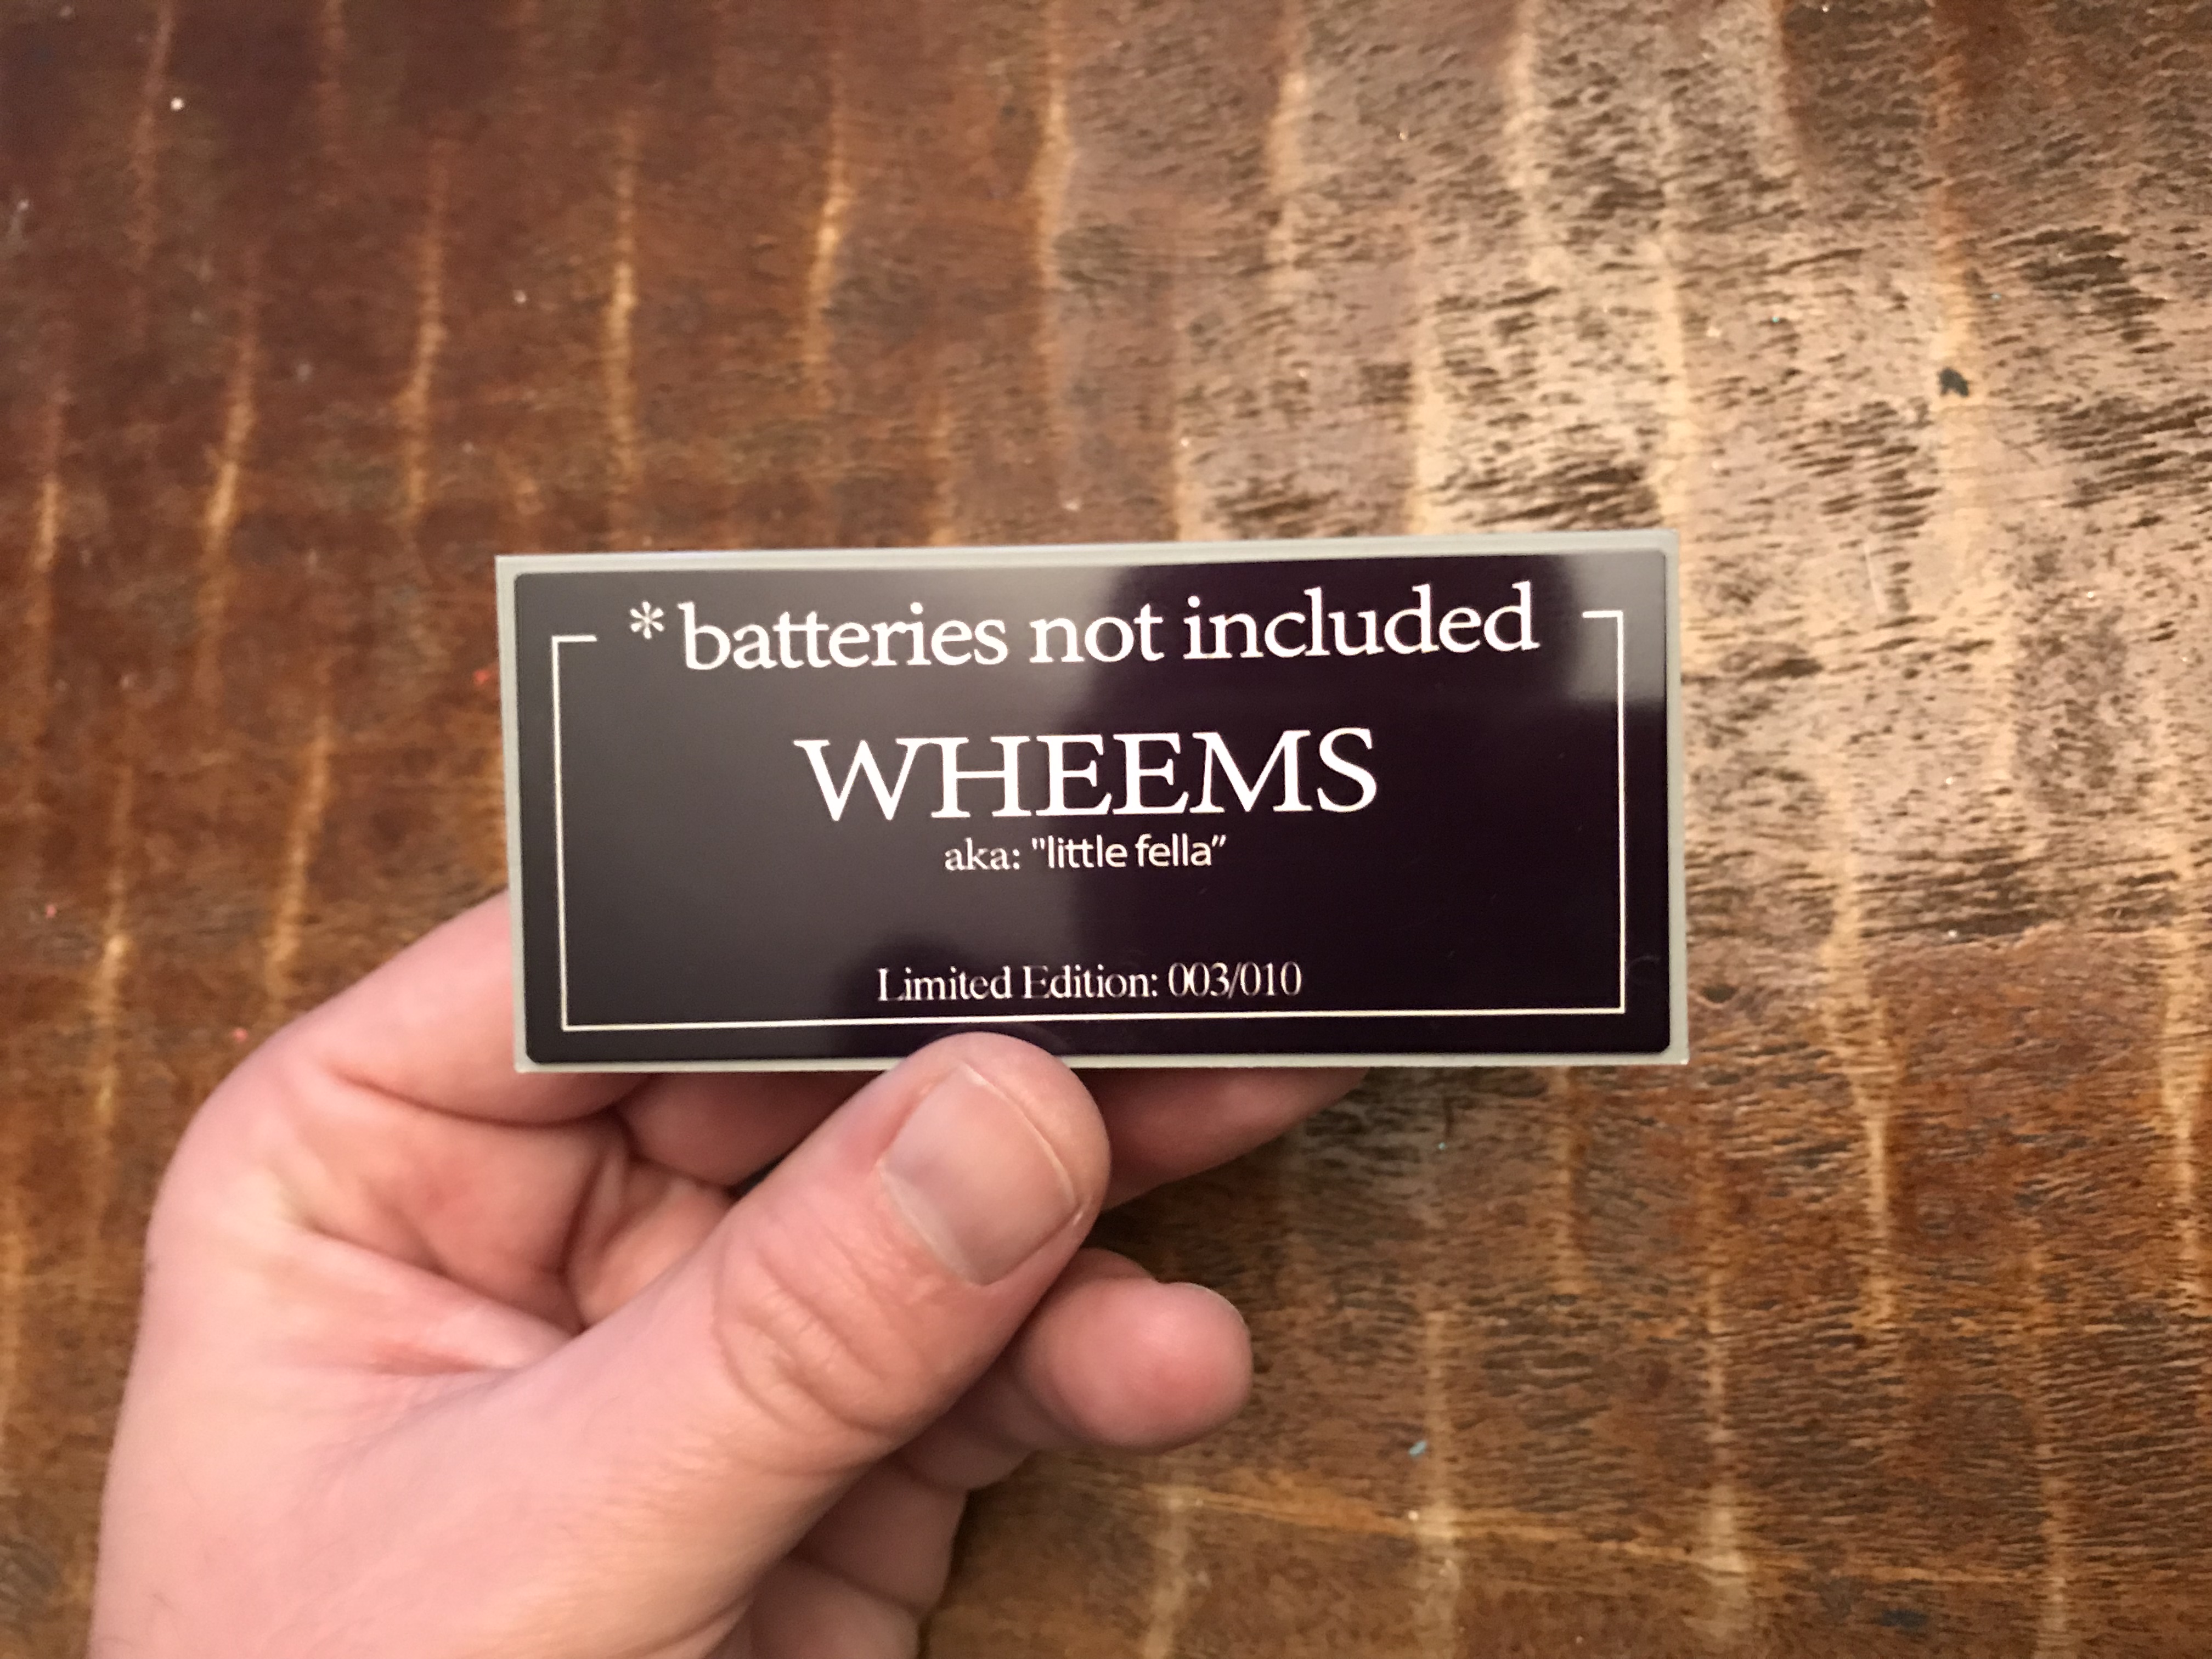 * batteries not included
WHEEMS
aka: "little fella"
Limited Edition: 003/010